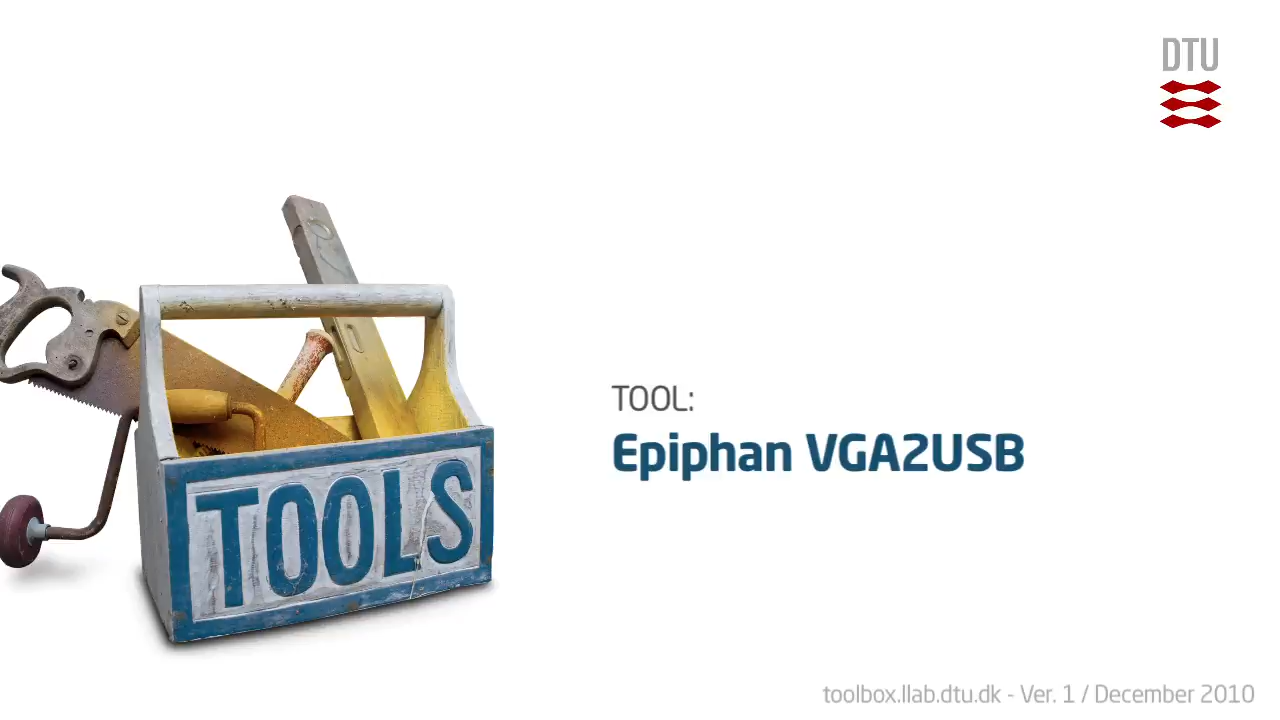 DTU
TOOL:
Epiphan VGA2USB
TOOLS
toolbox.llab.dtu.dk - Ver. 1 / December 2010